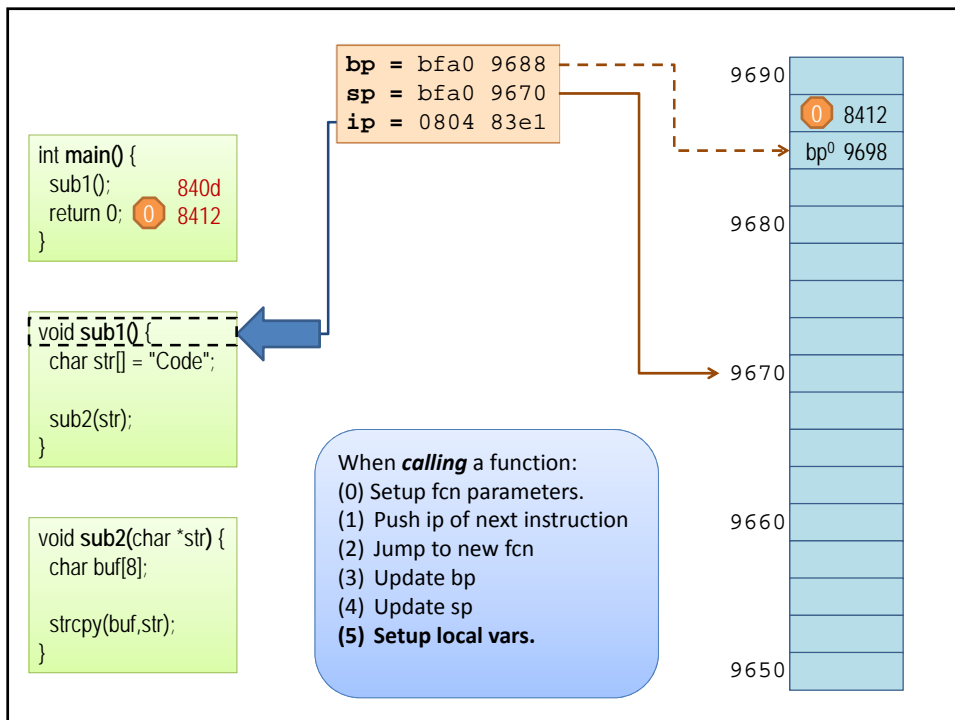 bp = bfa0 9688
sp = bfa0 9670
ip = 0804 83e1
int main() {
sub1(); 840d
return 0; 0 8412
}
void sub1() {
char str[] = "Code";
sub2(str);
}
void sub2(char *str) {
char buf[8];
strcpy(buf,str);
}
When calling a function:
(0) Setup fcn parameters.
(1) Push ip of next instruction
(2) Jump to new fcn
(3) Update bp
(4) Update sp
(5) Setup local vars.
9690
0 8412
bp⁰ 9698
9680
9670
9660
9650